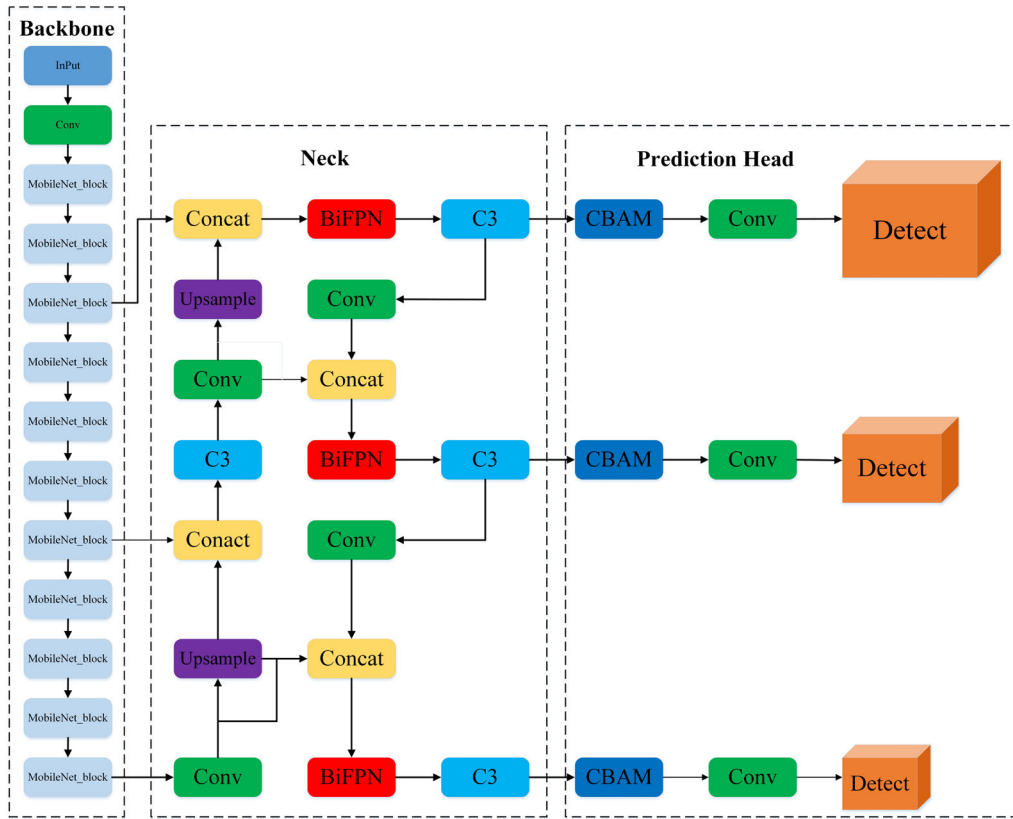 Backbone
InPut
Conv
MobileNet_block
MobileNet_block
MobileNet_block
MobileNet_block
MobileNet_block
MobileNet_block
MobileNet_block
MobileNet_block
MobileNet_block
MobileNet_block
MobileNet_block
Neck
Concat
BiFPN
C3
Upsample
Conv
Conv
Concat
C3
BiFPN
C3
Conact
Conv
Upsample
Concat
Conv
BiFPN
C3
Prediction Head
CBAM
Conv
Detect
CBAM
Conv
Detect
CBAM
Conv
Detect